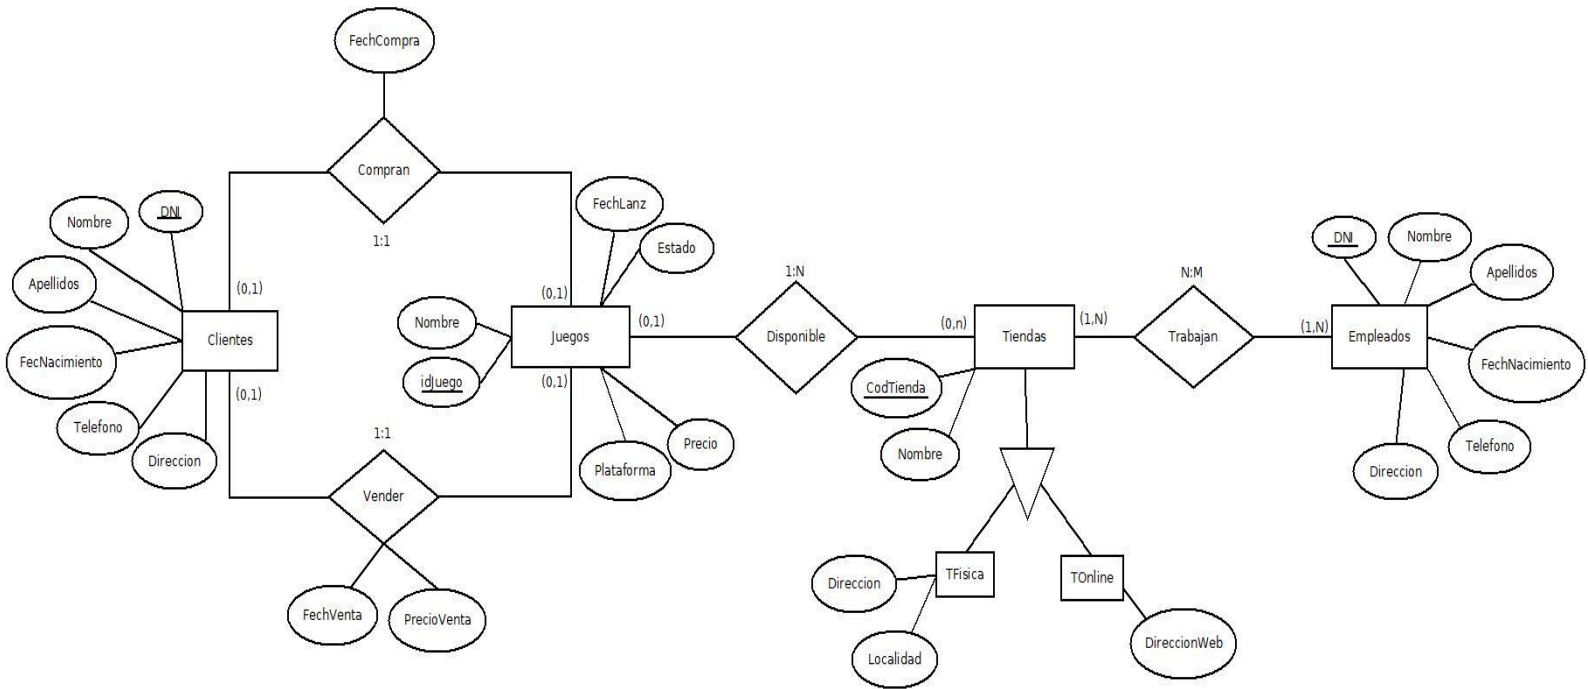 FechCompra
Compran
1:1
FechLanz
Estado
DNI
Nombre
Apellidos
FecNacimiento
Telefono
Direccion
Clientes
(0,1)
(0,1)
(0,1)
(0,1)
Juegos
Nombre
idJuego
Plataforma
Precio
1:1
Vender
FechVenta
PrecioVenta
(0,1)
1:N
Disponible
(0,n)
Tiendas
CodTienda
Nombre
(1,N)
N:M
Trabajan
(1,N)
Empleados
DNI
Nombre
Apellidos
FechNacimiento
Telefono
Direccion
TFisica
TOnline
Direccion
Localidad
DireccionWeb